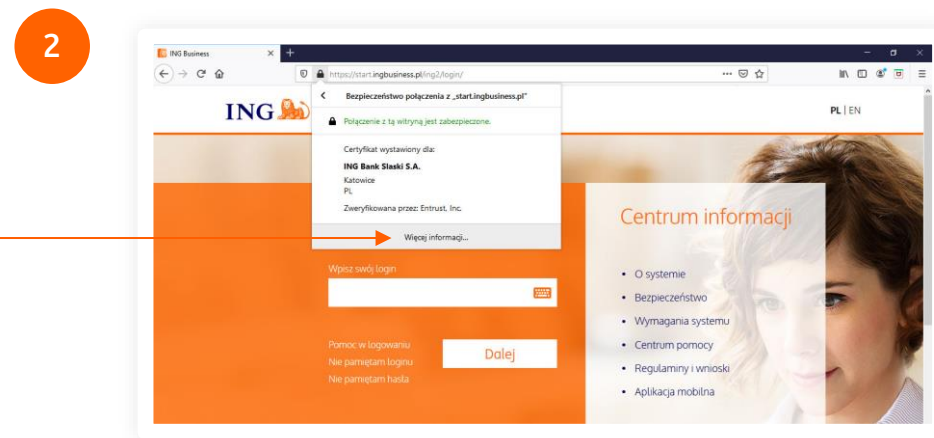 2
ING Business
https://start.ingbusiness.pl/ing2/login/
ING
Bezpieczeństwo połączenia z „start.ingbusiness.pl”
PL | EN
Połączenie z tą witryną jest zabezpieczone.
Certyfikat wystawiony dla:
ING Bank Slaski S.A.
Katowice
PL
Zweryfikowana przez: Entrust, Inc.
Więcej informacji...
Wpisz swój login
Pomoc w logowaniu
Nie pamiętam loginu
Nie pamiętam hasła
Dalej
Centrum informacji
• O systemie
• Bezpieczeństwo
• Wymagania systemu
• Centrum pomocy
• Regulaminy i wnioski
• Aplikacja mobilna